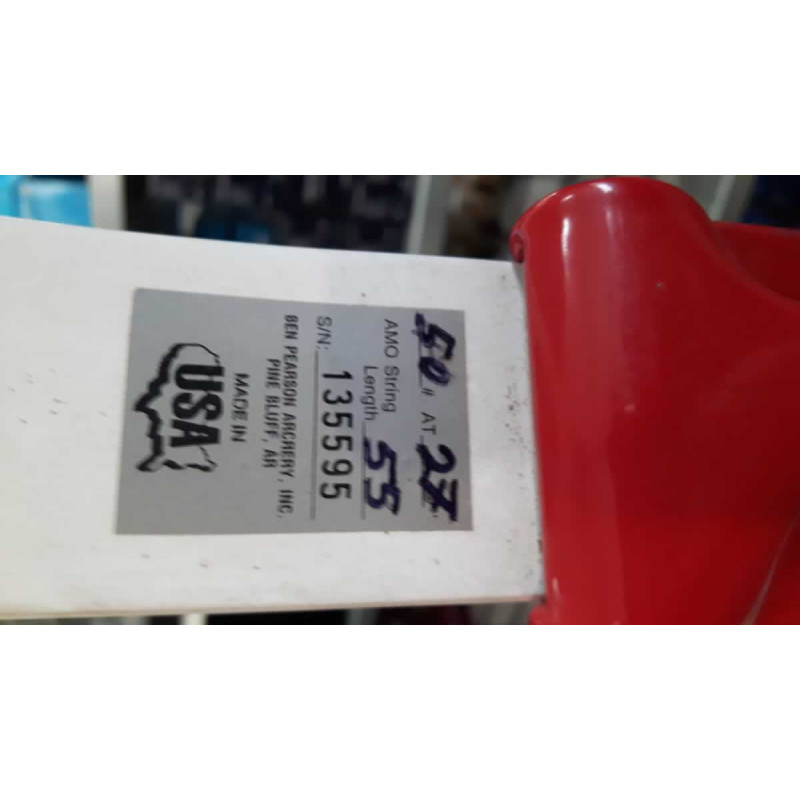 50 # AT 27
AMO String
Length 55
S/N: 135595
BEN PEARSON ARCHERY, INC.
PINE BLUFF, AR
MADE IN
USA